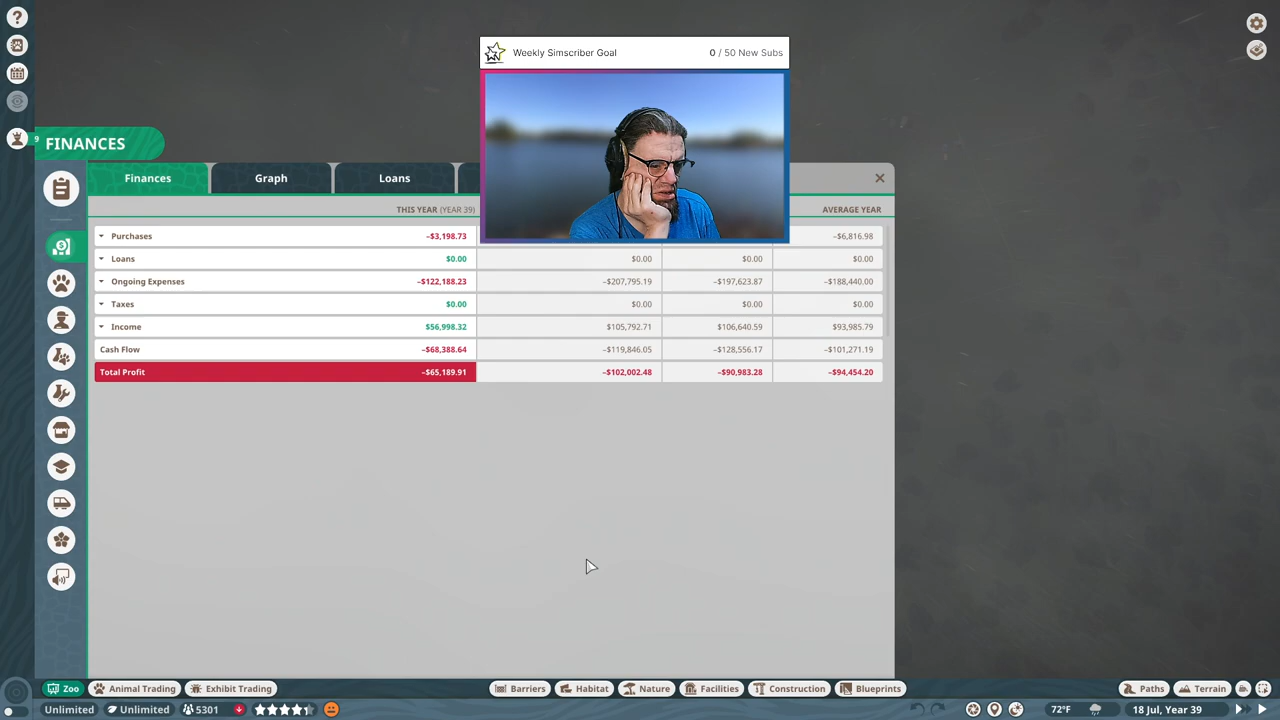 Weekly Simscriber Goal 0 / 50 New Subs
9 FINANCES
Finances Graph Loans
THIS YEAR (YEAR 39) AVERAGE YEAR
Purchases –$3,198.73 –$6,816.98
Loans $0.00 $0.00 $0.00 $0.00
Ongoing Expenses –$122,188.23 –$207,795.19 –$197,623.87 –$188,440.00
Taxes $0.00 $0.00 $0.00 $0.00
Income $56,998.32 $105,792.71 $106,640.59 $93,985.79
Cash Flow –$68,388.64 –$119,846.05 –$128,556.17 –$101,271.19
Total Profit –$65,189.91 –$102,002.48 –$90,983.28 –$94,454.20
Zoo Animal Trading Exhibit Trading Barriers Habitat Nature Facilities Construction Blueprints Paths Terrain
Unlimited Unlimited 5301 72°F 18 Jul, Year 39